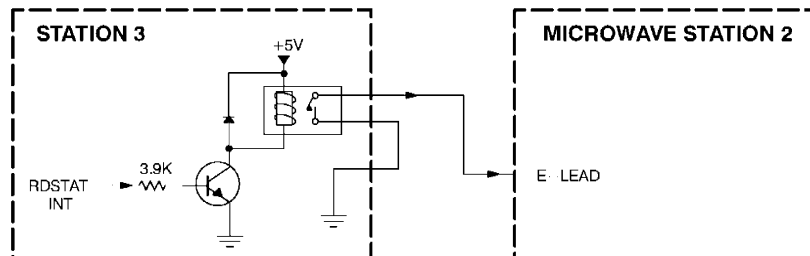 STATION 3
MICROWAVE STATION 2
+5V
3.9K
RDSTAT
INT
E LEAD